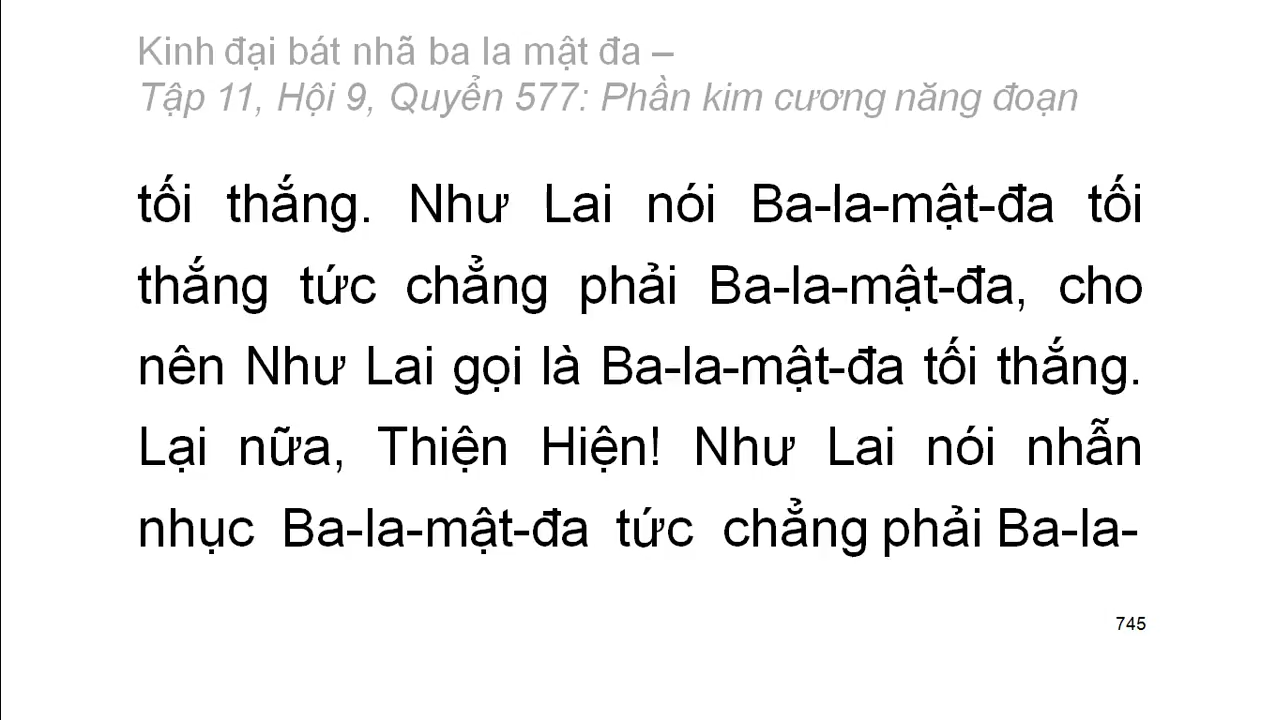 Kinh đại bát nhã ba la mật đa –
Tập 11, Hội 9, Quyển 577: Phần kim cương năng đoạn
tối thắng. Như Lai nói Ba-la-mật-đa tối
thắng tức chẳng phải Ba-la-mật-đa, cho
nên Như Lai gọi là Ba-la-mật-đa tối thắng.
Lại nữa, Thiện Hiện! Như Lai nói nhẫn
nhục Ba-la-mật-đa tức chẳng phải Ba-la-
745